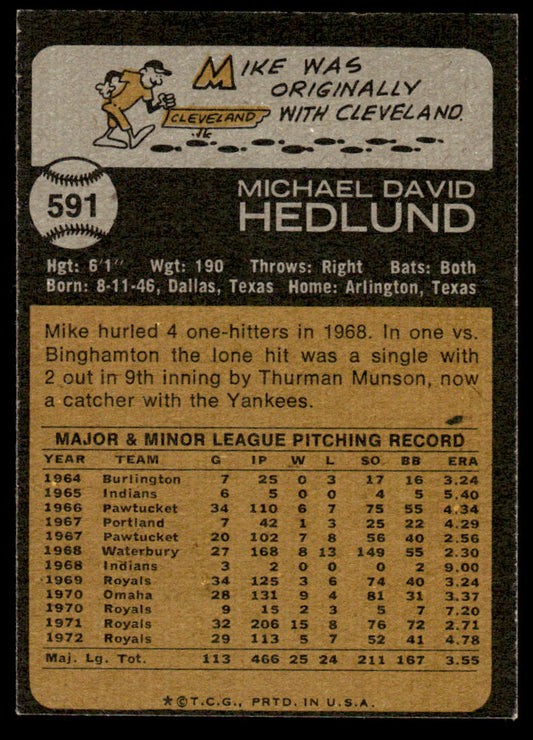 MIKE WAS
ORIGINALLY
WITH CLEVELAND.
CLEVELAND
591
MICHAEL DAVID
HEDLUND
Hgt: 6'1" Wgt: 190 Throws: Right Bats: Both
Born: 8-11-46, Dallas, Texas Home: Arlington, Texas
Mike hurled 4 one-hitters in 1968. In one vs.
Binghamton the lone hit was a single with
2 out in 9th inning by Thurman Munson, now
a catcher with the Yankees.
MAJOR & MINOR LEAGUE PITCHING RECORD
YEAR TEAM G IP W L SO BB ERA
1964 Burlington 7 25 0 3 17 16 3.24
1965 Indians 6 5 0 0 4 5 5.40
1966 Pawtucket 34 110 6 7 75 55 4.34
1967 Portland 7 42 1 3 25 22 4.29
1967 Pawtucket 20 102 7 8 56 40 2.56
1968 Waterbury 27 168 8 13 149 55 2.30
1968 Indians 3 2 0 0 0 2 9.00
1969 Royals 34 125 3 6 74 40 3.24
1970 Omaha 28 131 9 4 81 31 3.37
1970 Royals 9 15 2 3 5 7 7.20
1971 Royals 32 206 15 8 76 72 2.71
1972 Royals 29 113 5 7 52 41 4.78
Maj. Lg. Tot. 113 466 25 24 211 167 3.55
*©T.C.G., PRTD. IN U.S.A.